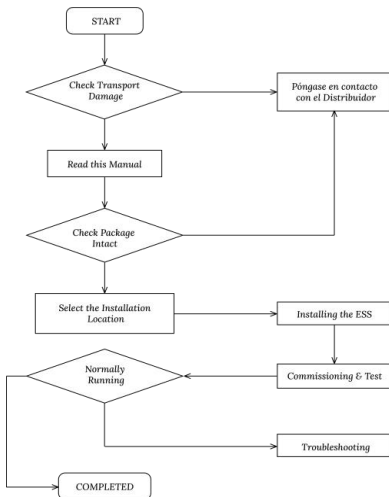 START
Check Transport
Damage
Póngase en contacto
con el Distribuidor
Read this Manual
Check Package
Intact
Select the Installation
Location
Installing the ESS
Normally
Running
Commissioning & Test
Troubleshooting
COMPLETED